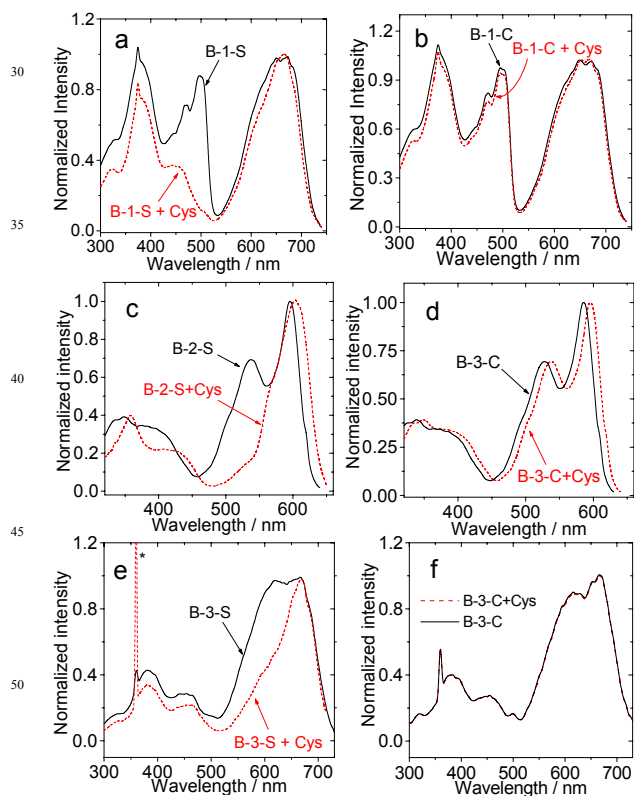 30
35
40
45
50
a
B-1-S
B-1-S + Cys
Normalized Intensity
1.2
0.8
0.4
0.0
300 400 500 600 700
Wavelength / nm
b
B-1-C
B-1-C + Cys
Normalized Intensity
1.2
0.9
0.6
0.3
0.0
300 400 500 600 700
Wavelength / nm
c
B-2-S
B-2-S+Cys
Normalized intensity
1.0
0.8
0.6
0.4
0.2
0.0
400 500 600
Wavelength / nm
d
B-3-C
B-3-C+Cys
Normalized intensity
1.00
0.75
0.50
0.25
0.00
400 500 600
Wavelength / nm
e
*
B-3-S
B-3-S + Cys
Normalized intensity
1.2
0.8
0.4
0.0
300 400 500 600 700
Wavelength / nm
f
B-3-C+Cys
B-3-C
Normalized intensity
1.2
0.8
0.4
0.0
300 400 500 600 700
Wavelength / nm